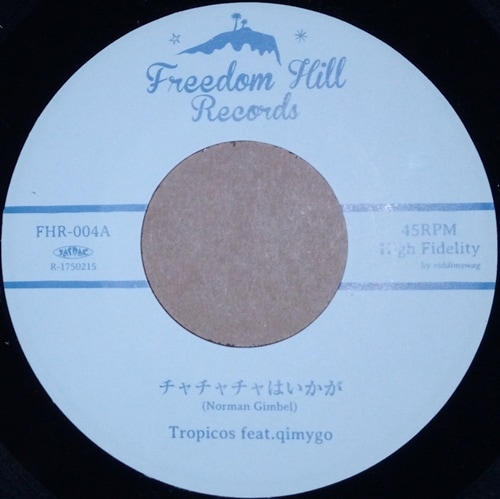 Freedom Hill
Records
FHR-004A
JASRAC
R-1750215
45RPM
High Fidelity
by riddimswag
チャチャチャはいかが
(Norman Gimbel)
Tropicos feat.qimygo